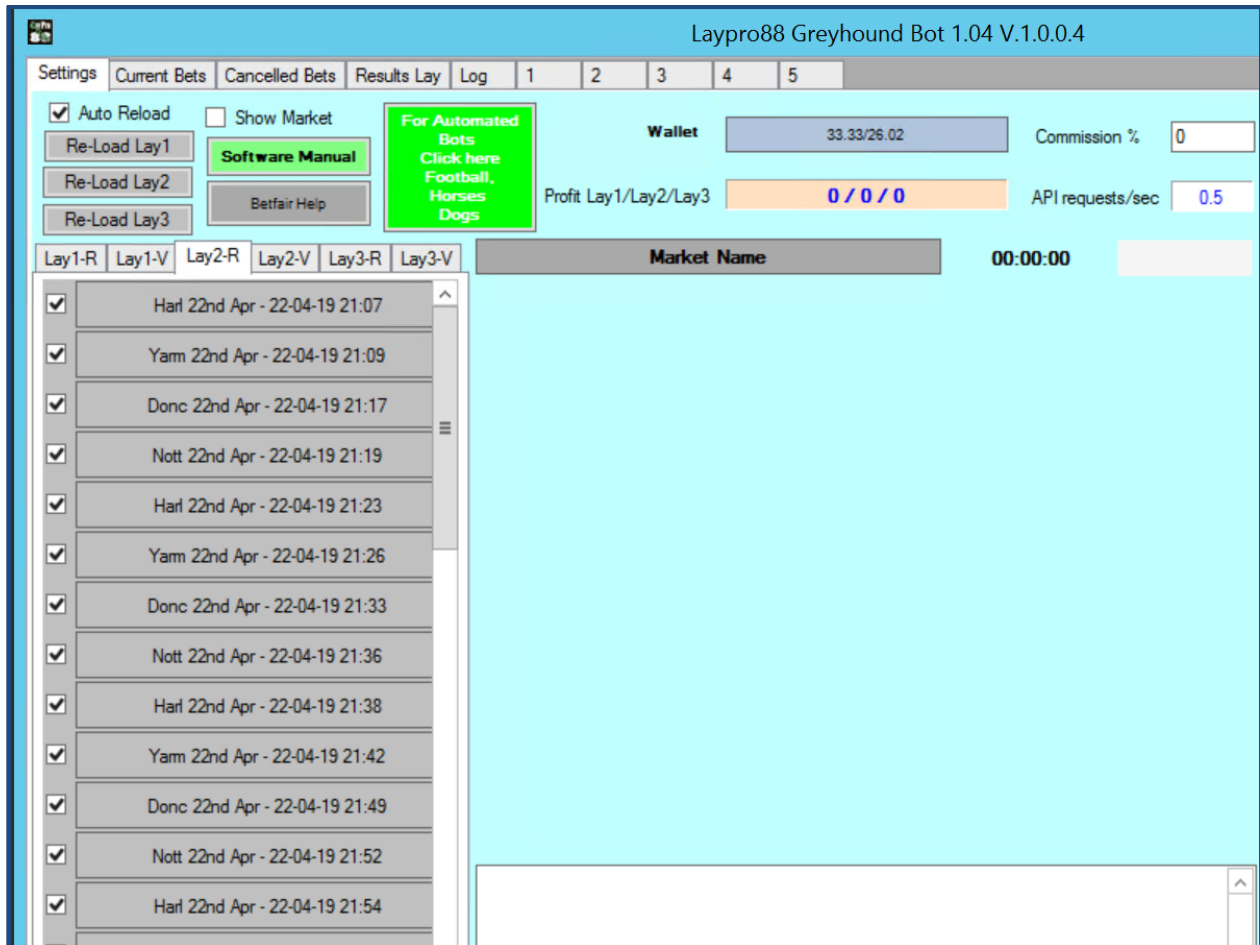 Laypro88 Greyhound Bot 1.04 V.1.0.0.4
Settings Current Bets Cancelled Bets Results Lay Log 1 2 3 4 5
Auto Reload
Show Market
Re-Load Lay1
Re-Load Lay2
Re-Load Lay3
Software Manual
Betfair Help
For Automated
Bots
Click here
Football,
Horses
Dogs
Wallet 33.33/26.02 Commission % 0
Profit Lay1/Lay2/Lay3 0 / 0 / 0 API requests/sec 0.5
Lay1-R Lay1-V Lay2-R Lay2-V Lay3-R Lay3-V
Market Name 00:00:00
Harl 22nd Apr - 22-04-19 21:07
Yarm 22nd Apr - 22-04-19 21:09
Donc 22nd Apr - 22-04-19 21:17
Nott 22nd Apr - 22-04-19 21:19
Harl 22nd Apr - 22-04-19 21:23
Yarm 22nd Apr - 22-04-19 21:26
Donc 22nd Apr - 22-04-19 21:33
Nott 22nd Apr - 22-04-19 21:36
Harl 22nd Apr - 22-04-19 21:38
Yarm 22nd Apr - 22-04-19 21:42
Donc 22nd Apr - 22-04-19 21:49
Nott 22nd Apr - 22-04-19 21:52
Harl 22nd Apr - 22-04-19 21:54